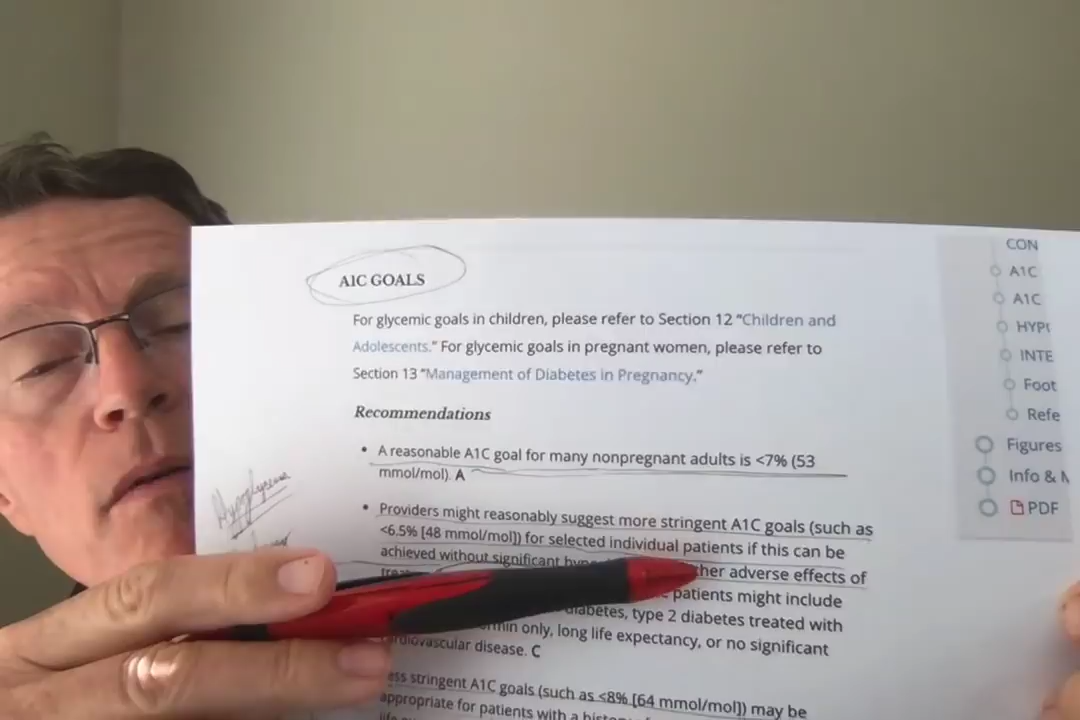 A1C GOALS
For glycemic goals in children, please refer to Section 12 “Children and
Adolescents.” For glycemic goals in pregnant women, please refer to
Section 13 “Management of Diabetes in Pregnancy.”
Recommendations
• A reasonable A1C goal for many nonpregnant adults is <7% (53
mmol/mol). A
• Providers might reasonably suggest more stringent A1C goals (such as
<6.5% [48 mmol/mol]) for selected individual patients if this can be
achieved without significant her adverse effects of
patients might include
diabetes, type 2 diabetes treated with
min only, long life expectancy, or no significant
cardiovascular disease. C
ess stringent A1C goals (such as <8% [64 mmol/mol]) may be
appropriate for patients with a
CON
A1C
A1C
HYP
INTE
Foot
Refe
Figures
Info & M
PDF